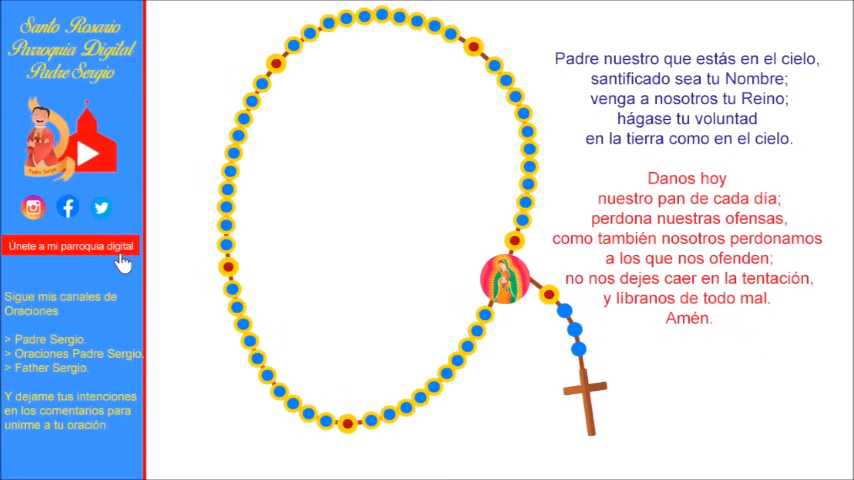 Santo Rosario
Parroquia Digital
Padre Sergio
Padre Sergio
Únete a mi parroquia digital
Sigue mis canales de
Oraciones
> Padre Sergio.
> Oraciones Padre Sergio.
> Father Sergio.
Y dejame tus intenciones
en los comentarios para
unirme a tu oración.
Padre nuestro que estás en el cielo,
santificado sea tu Nombre;
venga a nosotros tu Reino;
hágase tu voluntad
en la tierra como en el cielo.
Danos hoy
nuestro pan de cada día;
perdona nuestras ofensas,
como también nosotros perdonamos
a los que nos ofenden;
no nos dejes caer en la tentación,
y líbranos de todo mal.
Amén.